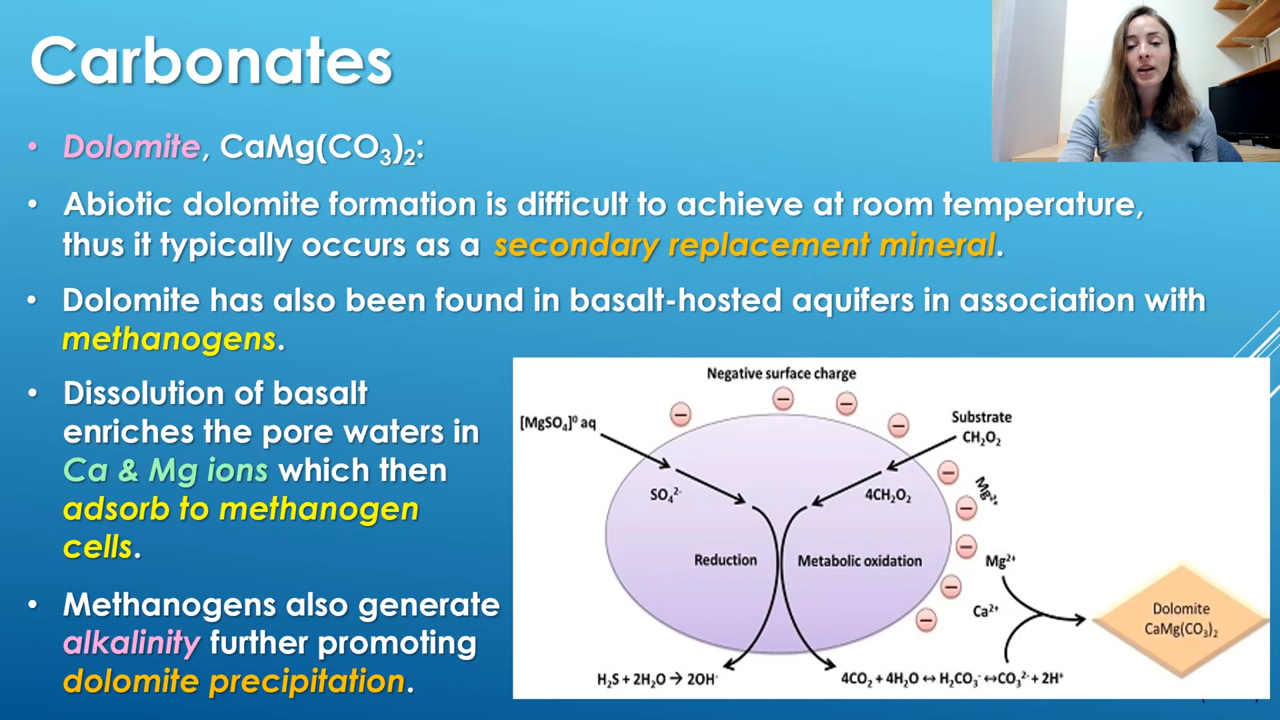 Carbonates
• Dolomite, CaMg(CO₃)₂:
• Abiotic dolomite formation is difficult to achieve at room temperature,
thus it typically occurs as a secondary replacement mineral.
• Dolomite has also been found in basalt-hosted aquifers in association with
methanogens.
• Dissolution of basalt
enriches the pore waters in
Ca & Mg ions which then
adsorb to methanogen
cells.
• Methanogens also generate
alkalinity further promoting
dolomite precipitation.
Negative surface charge
[MgSO₄]⁰ aq
Substrate
CH₂O₂
SO₄²⁻
4CH₂O₂
Mg²⁺
Reduction
Metabolic oxidation
Mg²⁺
Ca²⁺
Dolomite
CaMg(CO₃)₂
H₂S + 2H₂O → 2OH⁻
4CO₂ + 4H₂O ↔ H₂CO₃⁻ ↔CO₃²⁻ + 2H⁺